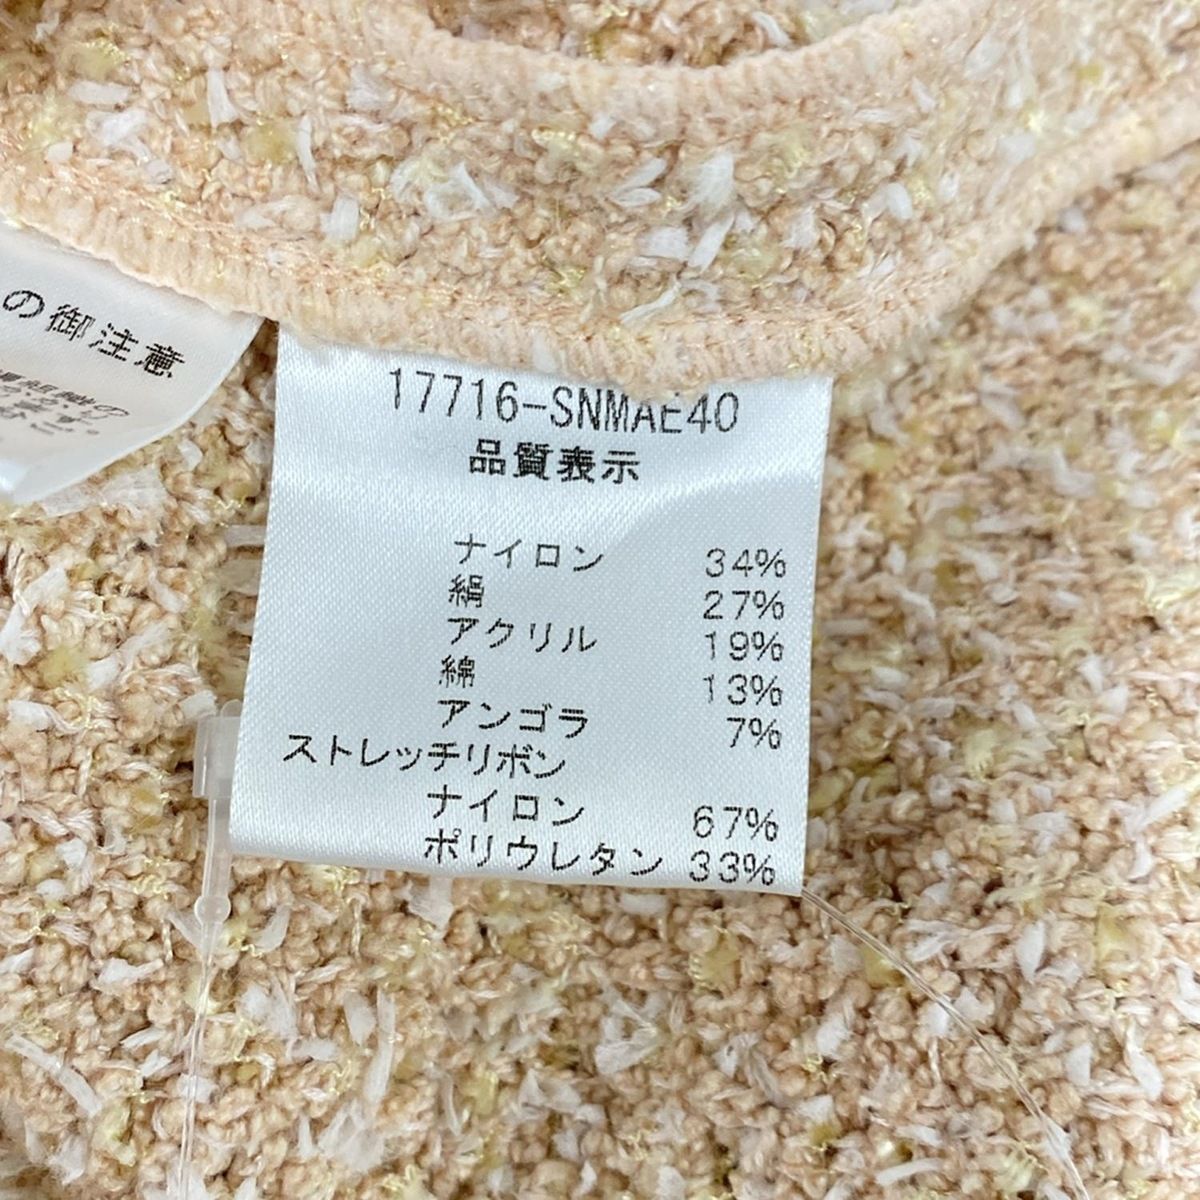 の御注意
17716-SNMAE40
品質表示
ナイロン 34%
絹 27%
アクリル 19%
綿 13%
アンゴラ 7%
ストレッチリボン
ナイロン 67%
ポリウレタン 33%